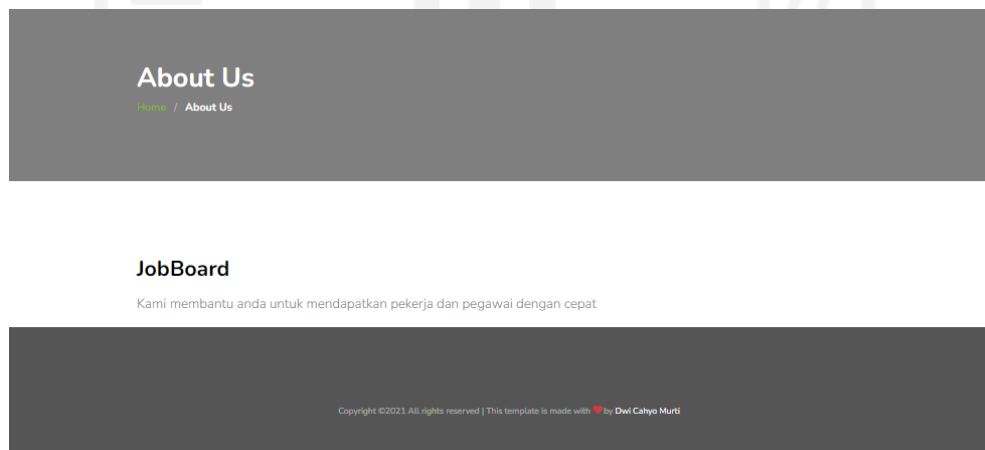 About Us
Home / About Us
JobBoard
Kami membantu anda untuk mendapatkan pekerja dan pegawai dengan cepat
Copyright ©2021 All rights reserved | This template is made with ❤ by Dwi Cahyo Murti